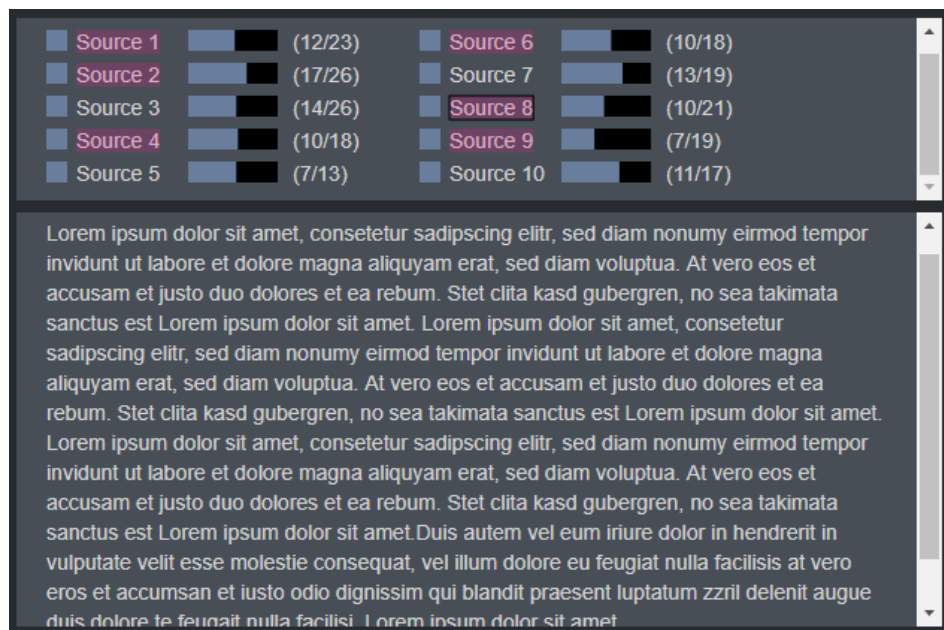 Source 1 (12/23) Source 6 (10/18)
Source 2 (17/26) Source 7 (13/19)
Source 3 (14/26) Source 8 (10/21)
Source 4 (10/18) Source 9 (7/19)
Source 5 (7/13) Source 10 (11/17)
Lorem ipsum dolor sit amet, consetetur sadipscing elitr, sed diam nonumy eirmod tempor
invidunt ut labore et dolore magna aliquyam erat, sed diam voluptua. At vero eos et
accusam et justo duo dolores et ea rebum. Stet clita kasd gubergren, no sea takimata
sanctus est Lorem ipsum dolor sit amet. Lorem ipsum dolor sit amet, consetetur
sadipscing elitr, sed diam nonumy eirmod tempor invidunt ut labore et dolore magna
aliquyam erat, sed diam voluptua. At vero eos et accusam et justo duo dolores et ea
rebum. Stet clita kasd gubergren, no sea takimata sanctus est Lorem ipsum dolor sit amet.
Lorem ipsum dolor sit amet, consetetur sadipscing elitr, sed diam nonumy eirmod tempor
invidunt ut labore et dolore magna aliquyam erat, sed diam voluptua. At vero eos et
accusam et justo duo dolores et ea rebum. Stet clita kasd gubergren, no sea takimata
sanctus est Lorem ipsum dolor sit amet.Duis autem vel eum iriure dolor in hendrerit in
vulputate velit esse molestie consequat, vel illum dolore eu feugiat nulla facilisis at vero
eros et accumsan et iusto odio dignissim qui blandit praesent luptatum zzril delenit augue
duis dolore te feugait nulla facilisi. Lorem ipsum dolor sit amet